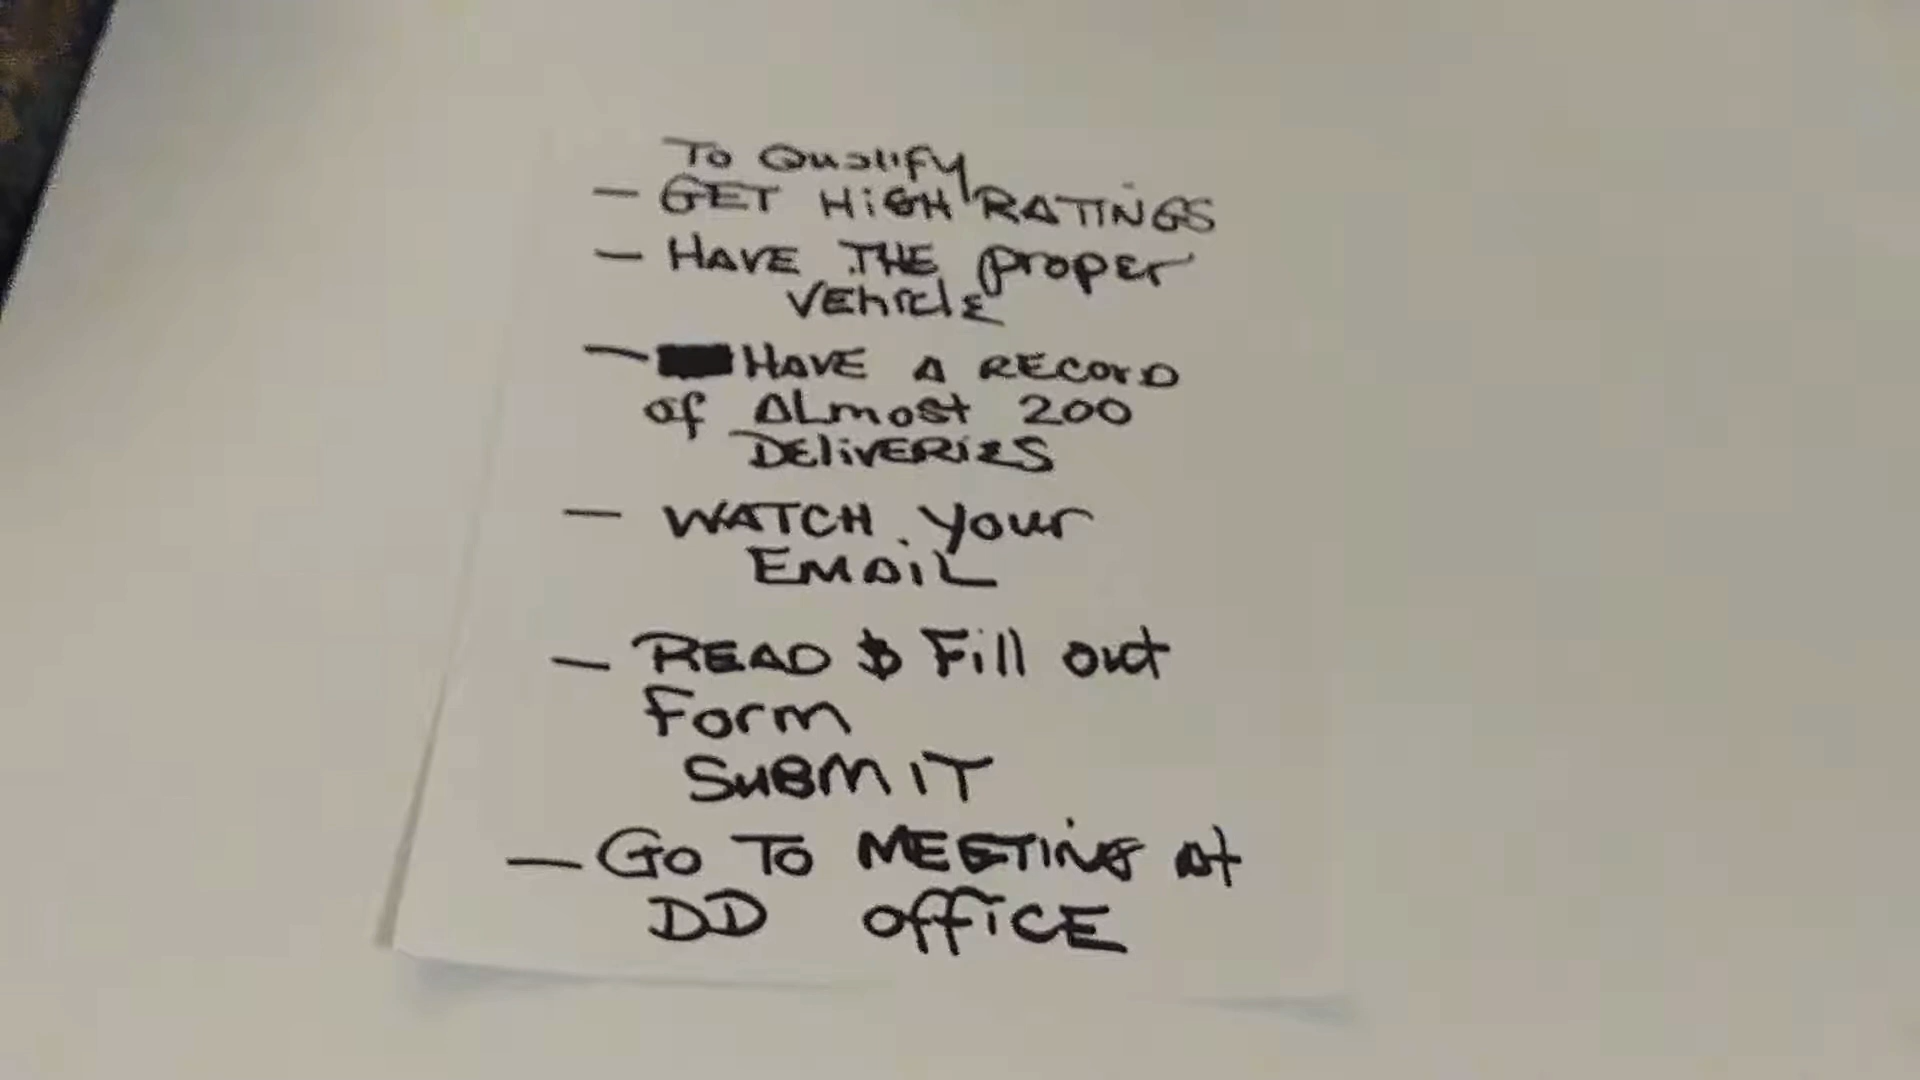 To Qualify
- GET HiGH RATINGS
- HAVE THE proper
VEhicle
- HAVE A RECORD
of ALmost 200
DELiVERiES
- WATCH your
EMAiL
- READ & Fill out
Form
SUBMIT
- GO TO MEETING At
DD officE